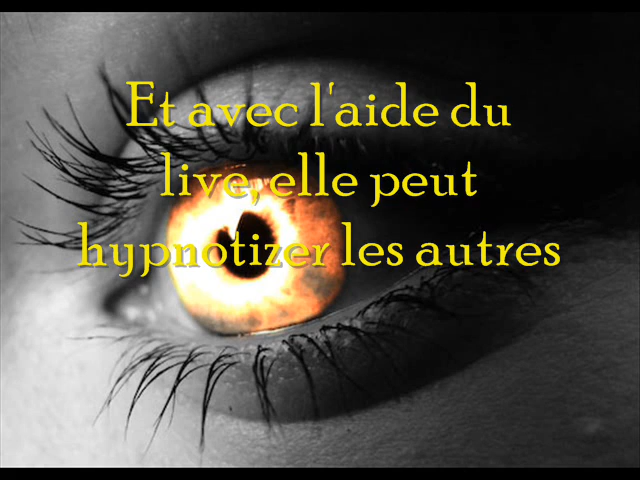 Et avec l'aide du
live, elle peut
hypnotizer les autres